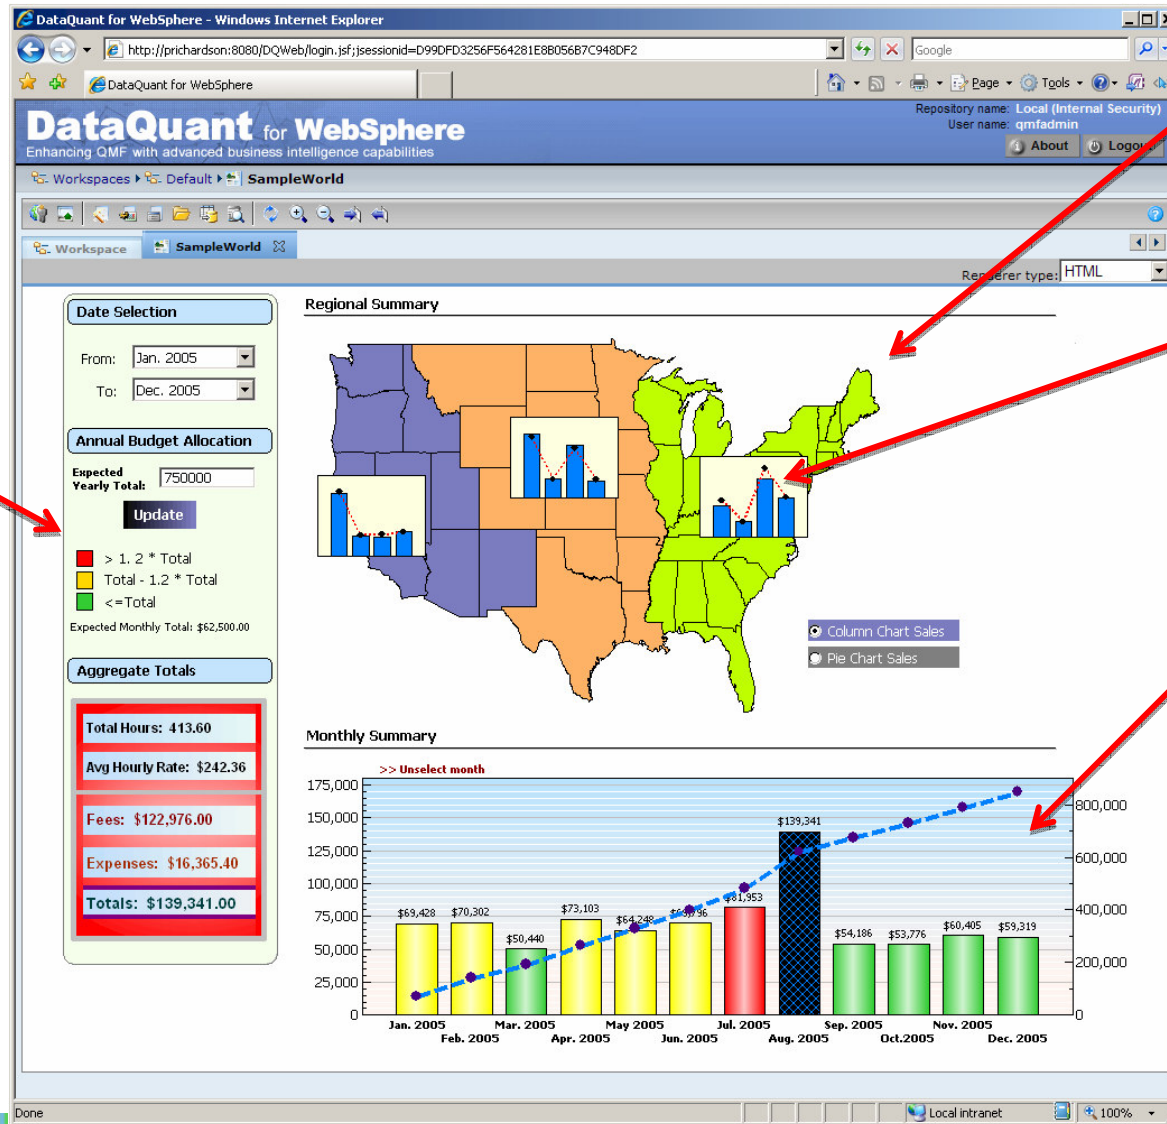 DataQuant for WebSphere - Windows Internet Explorer
http://prichardson:8080/DQWeb/login.jsf;jsessionid=D99DFD3256F564281E8B056B7C948DF2
Google
DataQuant for WebSphere
Page
Tools
DataQuant for WebSphere
Enhancing QMF with advanced business intelligence capabilities
Repository name: Local (Internal Security)
User name: qmfadmin
About
Logout
Workspaces
Default
SampleWorld
Workspace
SampleWorld
Renderer type: HTML
Date Selection
From: Jan. 2005
To: Dec. 2005
Annual Budget Allocation
Expected
Yearly Total: 750000
Update
> 1. 2 * Total
Total - 1.2 * Total
<=Total
Expected Monthly Total: $62,500.00
Aggregate Totals
Total Hours: 413.60
Avg Hourly Rate: $242.36
Fees: $122,976.00
Expenses: $16,365.40
Totals: $139,341.00
Regional Summary
Column Chart Sales
Pie Chart Sales
Monthly Summary
>> Unselect month
175,000
150,000
125,000
100,000
75,000
50,000
25,000
0
800,000
600,000
400,000
200,000
0
$69,428
$70,302
$50,440
$73,103
$64,248
$81,953
$139,341
$54,186
$53,776
$60,405
$59,319
Jan. 2005
Feb. 2005
Mar. 2005
Apr. 2005
May 2005
Jun. 2005
Jul. 2005
Aug. 2005
Sep. 2005
Oct.2005
Nov. 2005
Dec. 2005
Done
Local intranet
100%